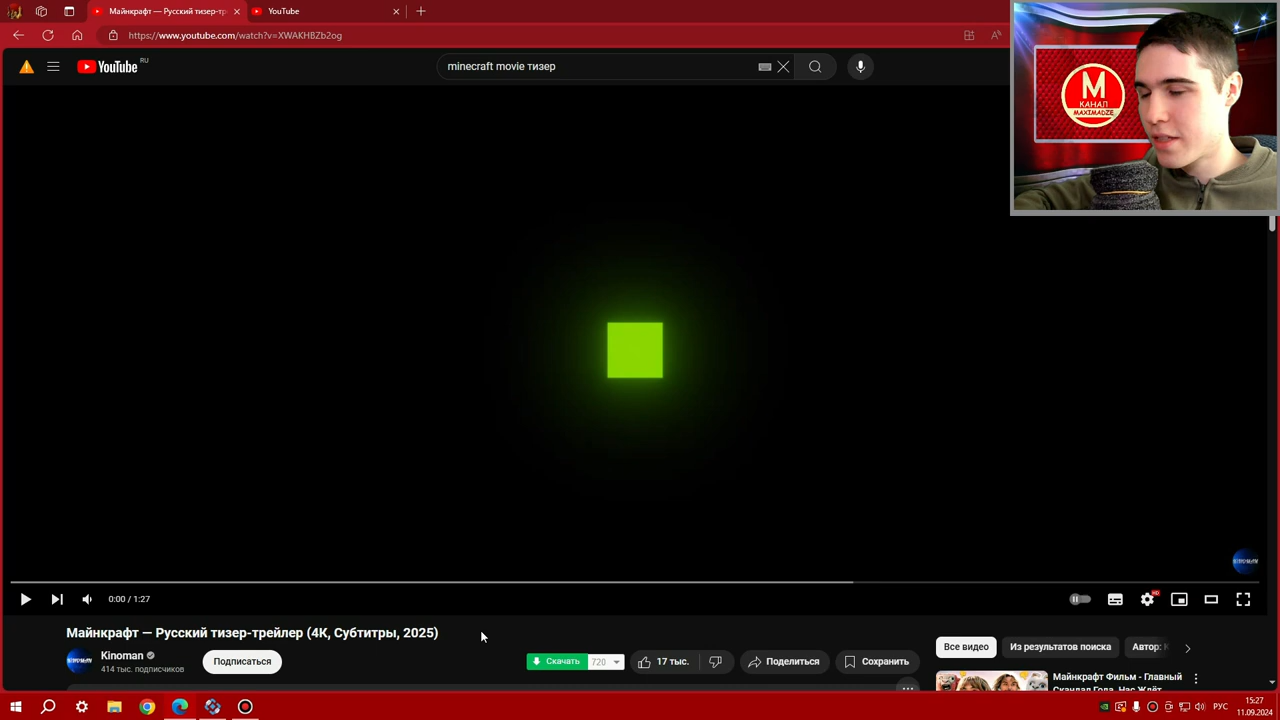 Майнкрафт — Русский тизер-тр
YouTube
https://www.youtube.com/watch?v=XWAKHBZb2og
YouTube RU
minecraft movie тизер
М
КАНАЛ
MAXIMADZE
0:00 / 1:27
HD
Майнкрафт — Русский тизер-трейлер (4K, Субтитры, 2025)
Kinoman
414 тыс. подписчиков
Подписаться
Скачать 720
17 тыс.
Поделиться
Сохранить
Все видео
Из результатов поиска
Автор: K
Майнкрафт Фильм - Главный
Скандал Года. Нас Ждёт
РУС
15:27
11.09.2024